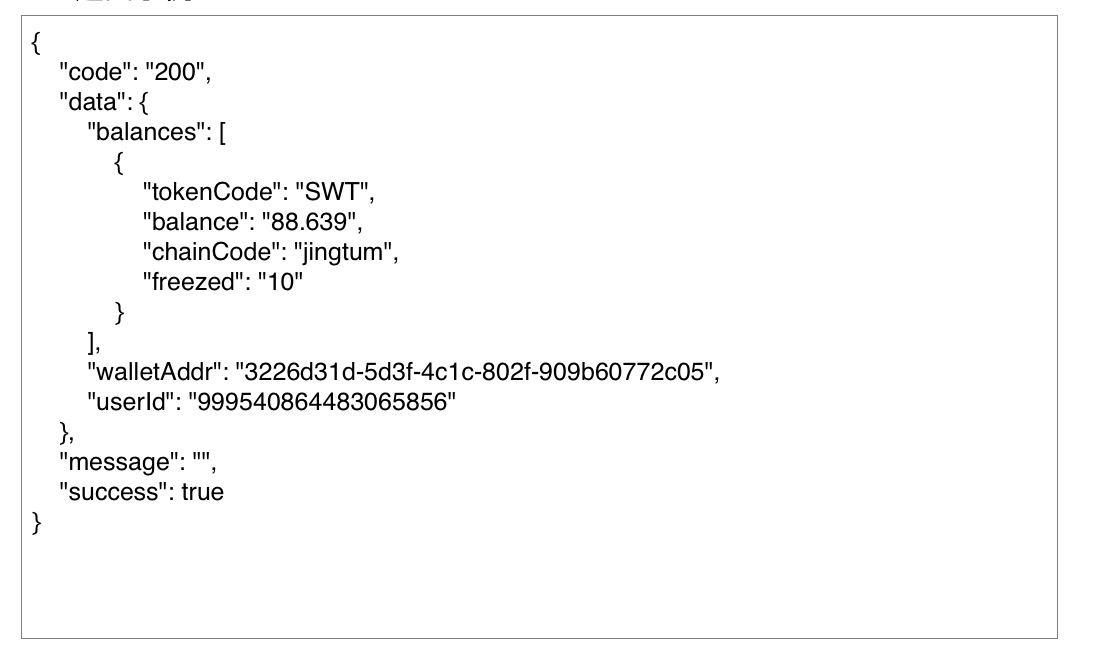 {
"code": "200",
"data": {
"balances": [
{
"tokenCode": "SWT",
"balance": "88.639",
"chainCode": "jingtum",
"freezed": "10"
}
],
"walletAddr": "3226d31d-5d3f-4c1c-802f-909b60772c05",
"userId": "999540864483065856"
},
"message": "",
"success": true
}